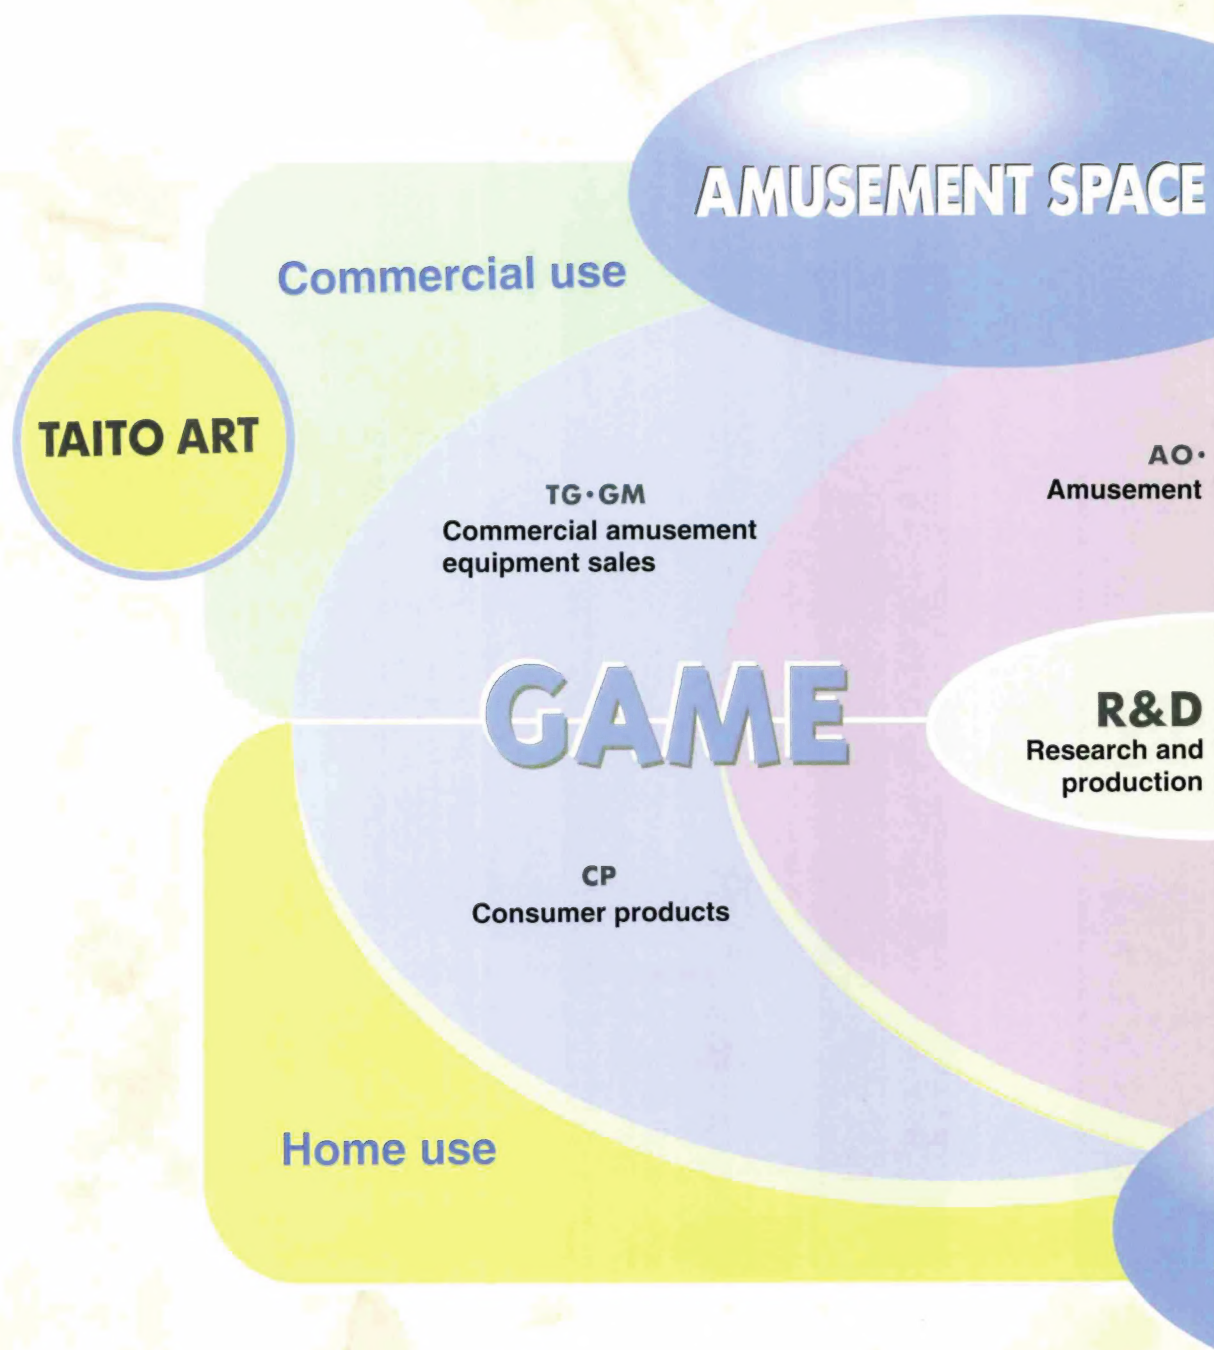 AMUSEMENT SPACE
Commercial use
TAITO ART
TG·GM
Commercial amusement
equipment sales
AO·
Amusement
GAME
R&D
Research and
production
CP
Consumer products
Home use